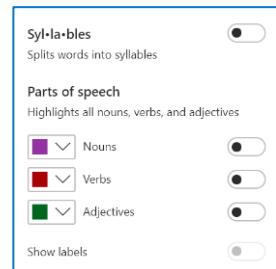 Syl•la•bles
Splits words into syllables
Parts of speech
Highlights all nouns, verbs, and adjectives
Nouns
Verbs
Adjectives
Show labels